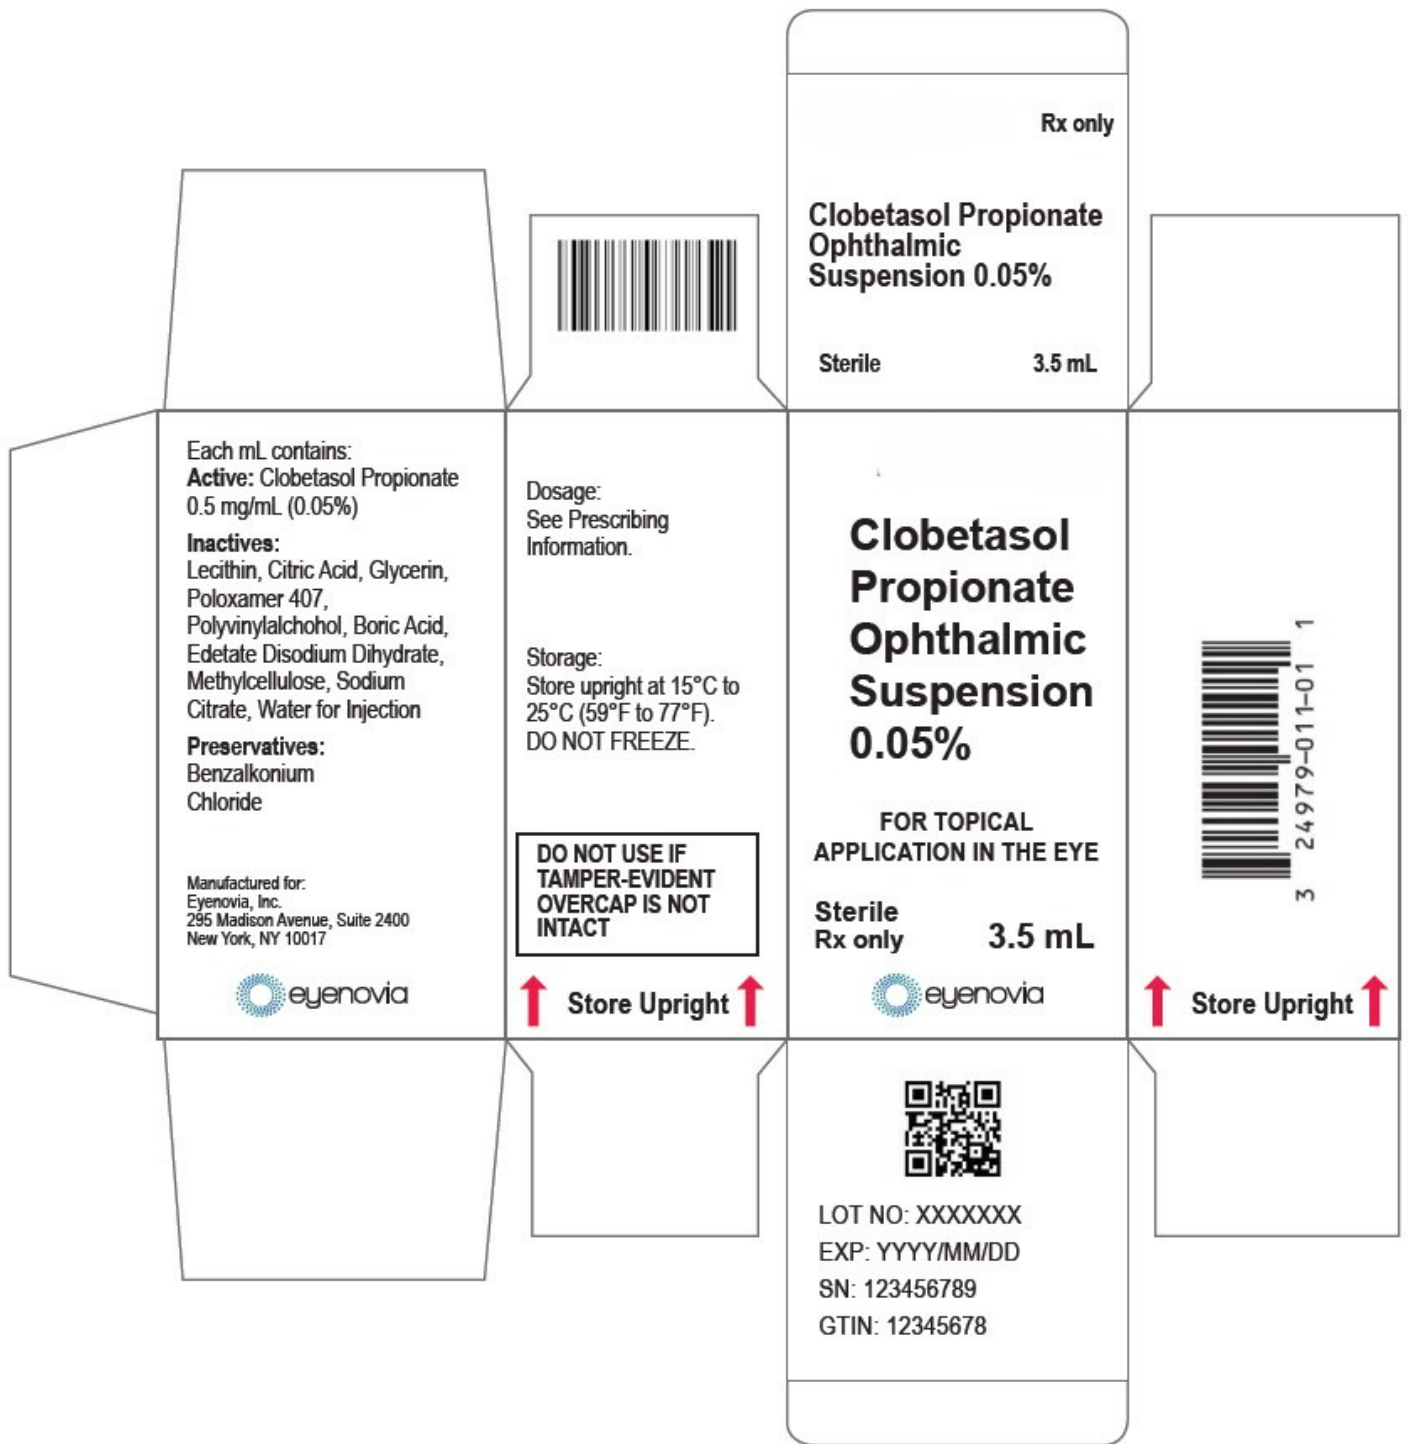 Rx only
Clobetasol Propionate
Ophthalmic
Suspension 0.05%
Sterile 3.5 mL
Each mL contains:
Active: Clobetasol Propionate
0.5 mg/mL (0.05%)
Inactives:
Lecithin, Citric Acid, Glycerin,
Poloxamer 407,
Polyvinylalchohol, Boric Acid,
Edetate Disodium Dihydrate,
Methylcellulose, Sodium
Citrate, Water for Injection
Preservatives:
Benzalkonium
Chloride
Manufactured for:
Eyenovia, Inc.
295 Madison Avenue, Suite 2400
New York, NY 10017
eyenovia
Dosage:
See Prescribing
Information.
Storage:
Store upright at 15°C to
25°C (59°F to 77°F).
DO NOT FREEZE.
DO NOT USE IF
TAMPER-EVIDENT
OVERCAP IS NOT
INTACT
Store Upright
Clobetasol
Propionate
Ophthalmic
Suspension
0.05%
FOR TOPICAL
APPLICATION IN THE EYE
Sterile
Rx only 3.5 mL
eyenovia
3 24979-011-01 1
Store Upright
LOT NO: XXXXXXX
EXP: YYYY/MM/DD
SN: 123456789
GTIN: 12345678